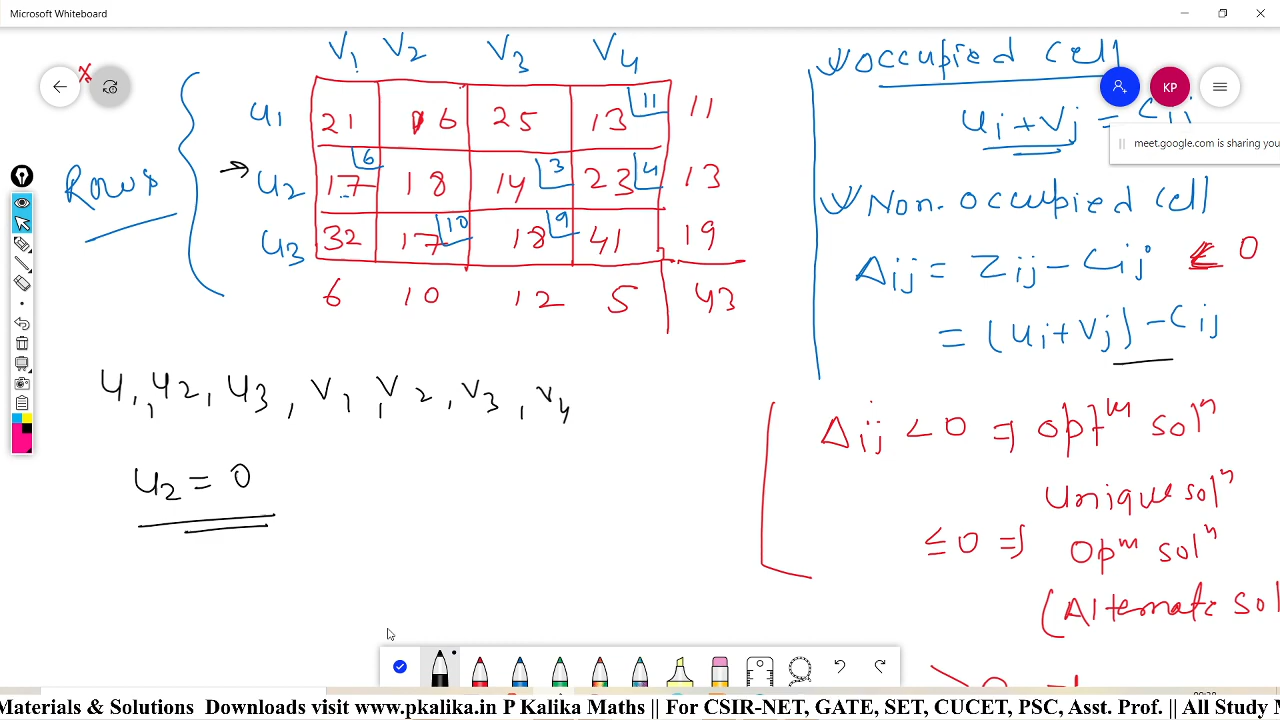 Microsoft Whiteboard
V1 V2 V3 V4
x
KP
meet.google.com is sharing you
Rows
u1 21 16 25 13 11 11
u2 17 6 18 14 3 23 4 13
u3 32 17 10 18 9 41 19
6 10 12 5 43
u1, u2, u3, v1, v2, v3, v4
u2 = 0
occupied cell
ui+vj = cij
Non-occupied cell
Δij = Zij - Cij ≤ 0
= (ui+vj) - cij
Δij < 0 ⇒ optm soln
unique soln
≤ 0 ⇒ opm soln
(Alternate sol
Materials & Solutions Downloads visit www.pkalika.in P Kalika Maths || For CSIR-NET, GATE, SET, CUCET, PSC, Asst. Prof. || All Study M